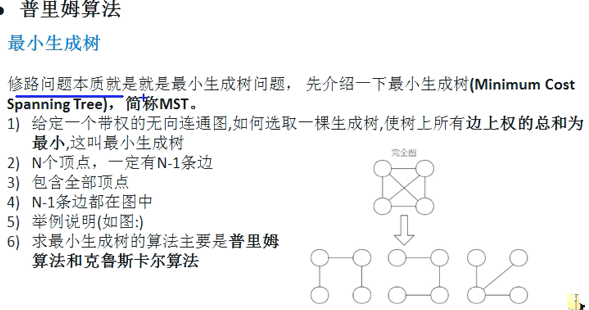 • 普里姆算法
最小生成树
修路问题本质就是就是最小生成树问题， 先介绍一下最小生成树(Minimum Cost
Spanning Tree)，简称MST。
1) 给定一个带权的无向连通图,如何选取一棵生成树,使树上所有边上权的总和为
最小,这叫最小生成树
2) N个顶点，一定有N-1条边
3) 包含全部顶点
4) N-1条边都在图中
5) 举例说明(如图:)
6) 求最小生成树的算法主要是普里姆
算法和克鲁斯卡尔算法
完全图